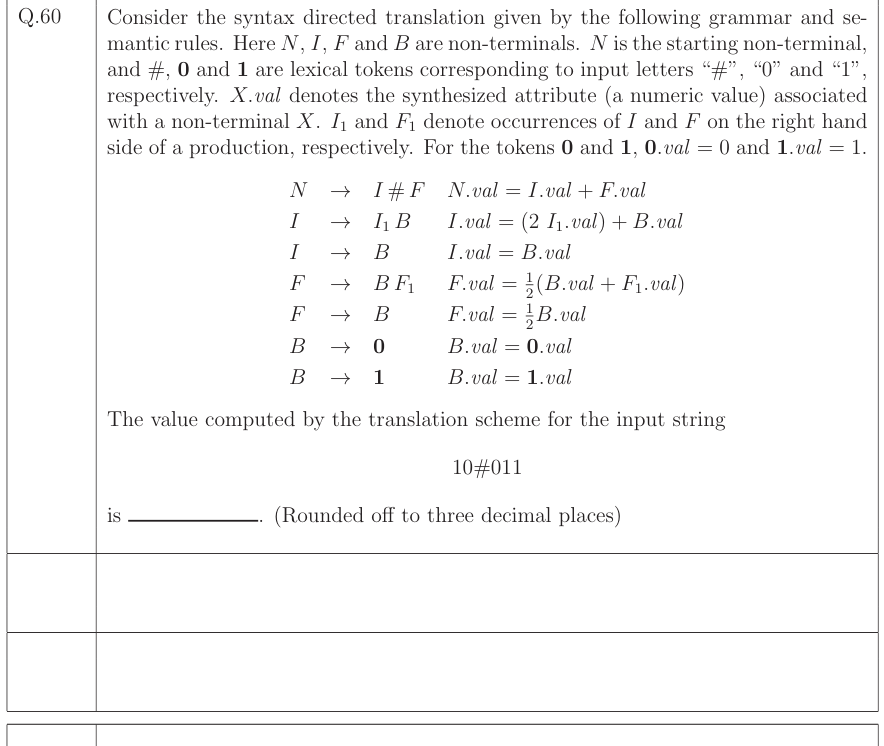 Q.60
Consider the syntax directed translation given by the following grammar and se-
mantic rules. Here N, I, F and B are non-terminals. N is the starting non-terminal,
and #, 0 and 1 are lexical tokens corresponding to input letters “#”, “0” and “1”,
respectively. X.val denotes the synthesized attribute (a numeric value) associated
with a non-terminal X. I₁ and F₁ denote occurrences of I and F on the right hand
side of a production, respectively. For the tokens 0 and 1, 0.val = 0 and 1.val = 1.
N → I # F N.val = I.val + F.val
I → I₁ B I.val = (2 I₁.val) + B.val
I → B I.val = B.val
F → B F₁ F.val = ½(B.val + F₁.val)
F → B F.val = ½B.val
B → 0 B.val = 0.val
B → 1 B.val = 1.val
The value computed by the translation scheme for the input string
10#011
is ____________. (Rounded off to three decimal places)